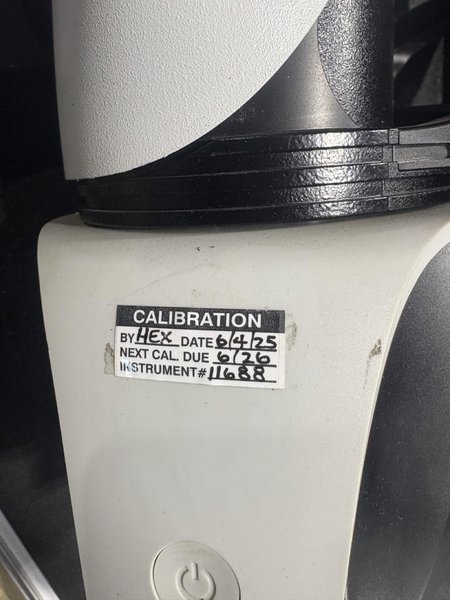 CALIBRATION
BY HEX DATE 6/4/25
NEXT CAL. DUE 6/26
INSTRUMENT# 11688